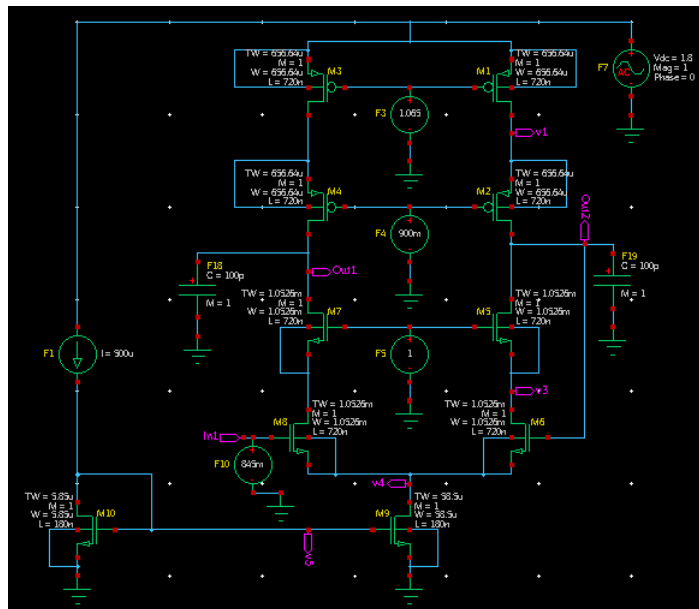 TW = 656.64u
M = 1
W = 656.64u
L = 720n
M3
TW = 656.64u
M = 1
W = 656.64u
L = 720n
M1
F7
AC
Vdc = 1.8
Mag = 1
Phase = 0
F3
1.065
v1
TW = 656.64u
M = 1
W = 656.64u
L = 720n
M4
TW = 656.64u
M = 1
W = 656.64u
L = 720n
M2
F4
900m
Out2
F18
C = 100p
M = 1
Out1
F19
C = 100p
M = 1
TW = 1.0526m
M = 1
W = 1.0526m
L = 720n
M7
TW = 1.0526m
M = 1
W = 1.0526m
L = 720n
M5
F5
1
F1
I = 500u
v3
TW = 1.0526m
M = 1
W = 1.0526m
L = 720n
M8
TW = 1.0526m
M = 1
W = 1.0526m
L = 720n
M6
In1
F10
845m
v4
TW = 5.85u
M = 1
W = 5.85u
L = 180n
M10
TW = 58.5u
M = 1
W = 58.5u
L = 180n
M9
v5